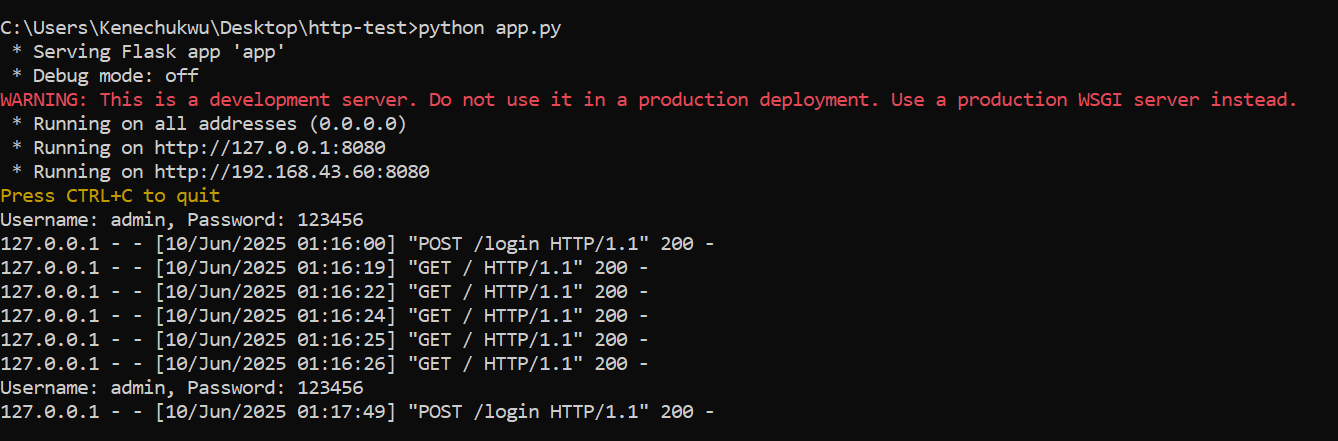 C:\Users\Kenechukwu\Desktop\http-test>python app.py
* Serving Flask app 'app'
* Debug mode: off
WARNING: This is a development server. Do not use it in a production deployment. Use a production WSGI server instead.
* Running on all addresses (0.0.0.0)
* Running on http://127.0.0.1:8080
* Running on http://192.168.43.60:8080
Press CTRL+C to quit
Username: admin, Password: 123456
127.0.0.1 - - [10/Jun/2025 01:16:00] "POST /login HTTP/1.1" 200 -
127.0.0.1 - - [10/Jun/2025 01:16:19] "GET / HTTP/1.1" 200 -
127.0.0.1 - - [10/Jun/2025 01:16:22] "GET / HTTP/1.1" 200 -
127.0.0.1 - - [10/Jun/2025 01:16:24] "GET / HTTP/1.1" 200 -
127.0.0.1 - - [10/Jun/2025 01:16:25] "GET / HTTP/1.1" 200 -
127.0.0.1 - - [10/Jun/2025 01:16:26] "GET / HTTP/1.1" 200 -
Username: admin, Password: 123456
127.0.0.1 - - [10/Jun/2025 01:17:49] "POST /login HTTP/1.1" 200 -